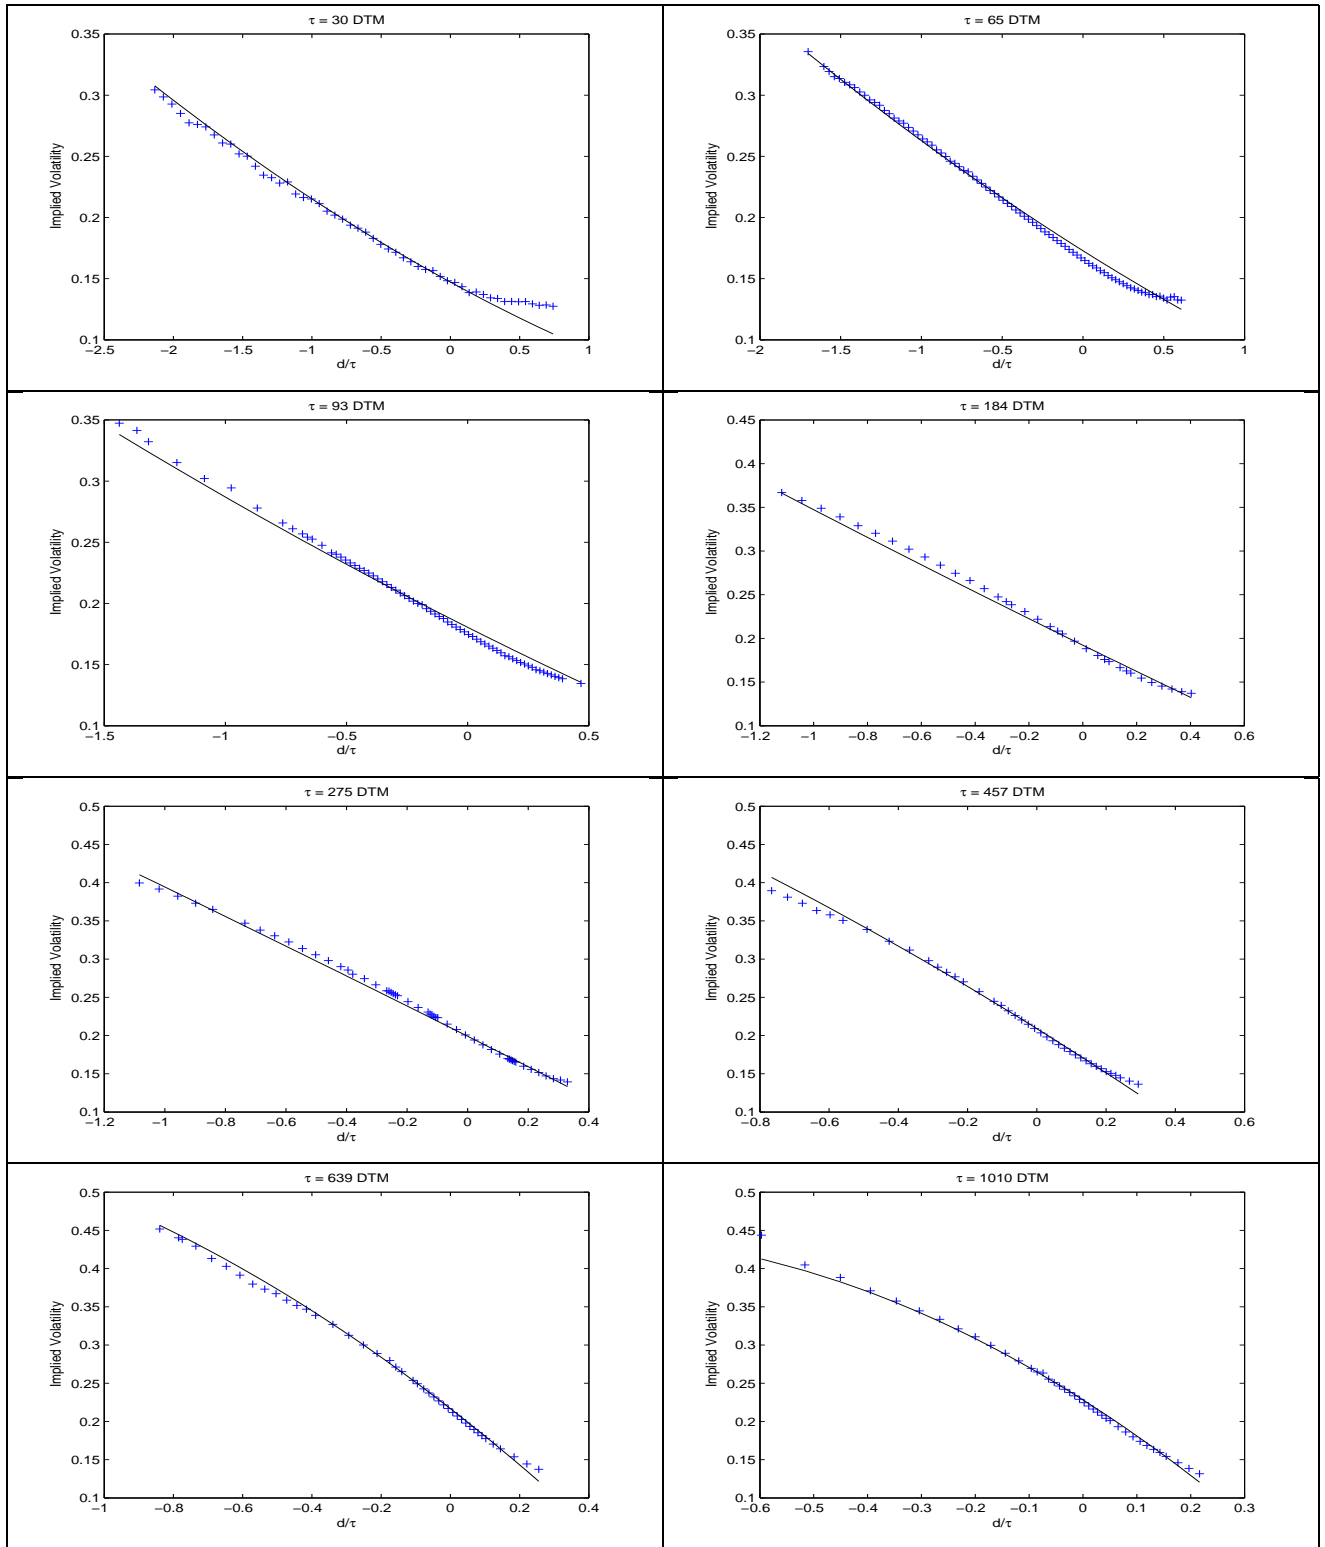 τ = 30 DTM
0.35
0.3
0.25
0.2
0.15
0.1
Implied Volatility
−2.5 −2 −1.5 −1 −0.5 0 0.5 1
d/τ
τ = 65 DTM
0.35
0.3
0.25
0.2
0.15
0.1
Implied Volatility
−2 −1.5 −1 −0.5 0 0.5 1
d/τ
τ = 93 DTM
0.35
0.3
0.25
0.2
0.15
0.1
Implied Volatility
−1.5 −1 −0.5 0 0.5
d/τ
τ = 184 DTM
0.45
0.4
0.35
0.3
0.25
0.2
0.15
0.1
Implied Volatility
−1.2 −1 −0.8 −0.6 −0.4 −0.2 0 0.2 0.4 0.6
d/τ
τ = 275 DTM
0.5
0.45
0.4
0.35
0.3
0.25
0.2
0.15
0.1
Implied Volatility
−1.2 −1 −0.8 −0.6 −0.4 −0.2 0 0.2 0.4
d/τ
τ = 457 DTM
0.5
0.45
0.4
0.35
0.3
0.25
0.2
0.15
0.1
Implied Volatility
−0.8 −0.6 −0.4 −0.2 0 0.2 0.4 0.6
d/τ
τ = 639 DTM
0.5
0.45
0.4
0.35
0.3
0.25
0.2
0.15
0.1
Implied Volatility
−1 −0.8 −0.6 −0.4 −0.2 0 0.2 0.4
d/τ
τ = 1010 DTM
0.5
0.45
0.4
0.35
0.3
0.25
0.2
0.15
0.1
Implied Volatility
−0.6 −0.5 −0.4 −0.3 −0.2 −0.1 0 0.1 0.2 0.3
d/τ